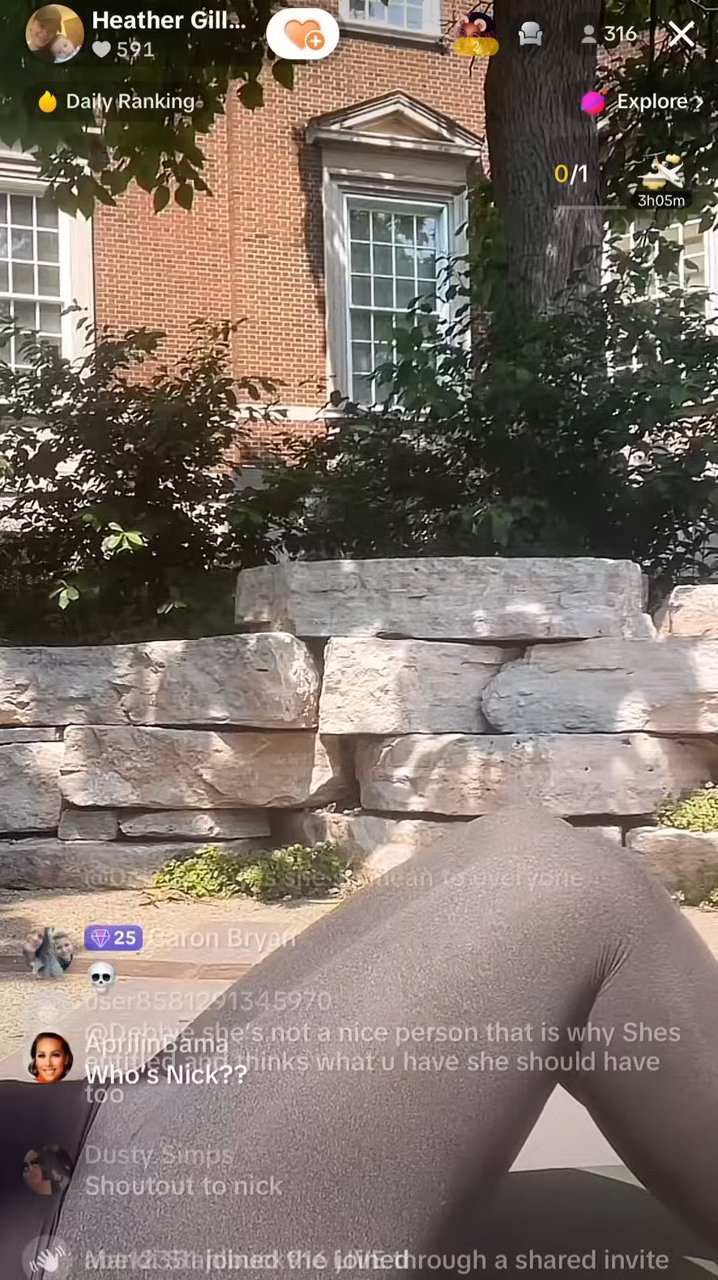 Heather Gill...
591
2
316
Daily Ranking
Explore
0/1
3h05m
to everyone
25 Caron Bryan
user8581291345970
@Debbie she's not a nice person that is why Shes
entitled and thinks what u have she should have
too
ApriljnBama
Who's Nick??
Dusty Simps
Shoutout to nick
joined through a shared invite